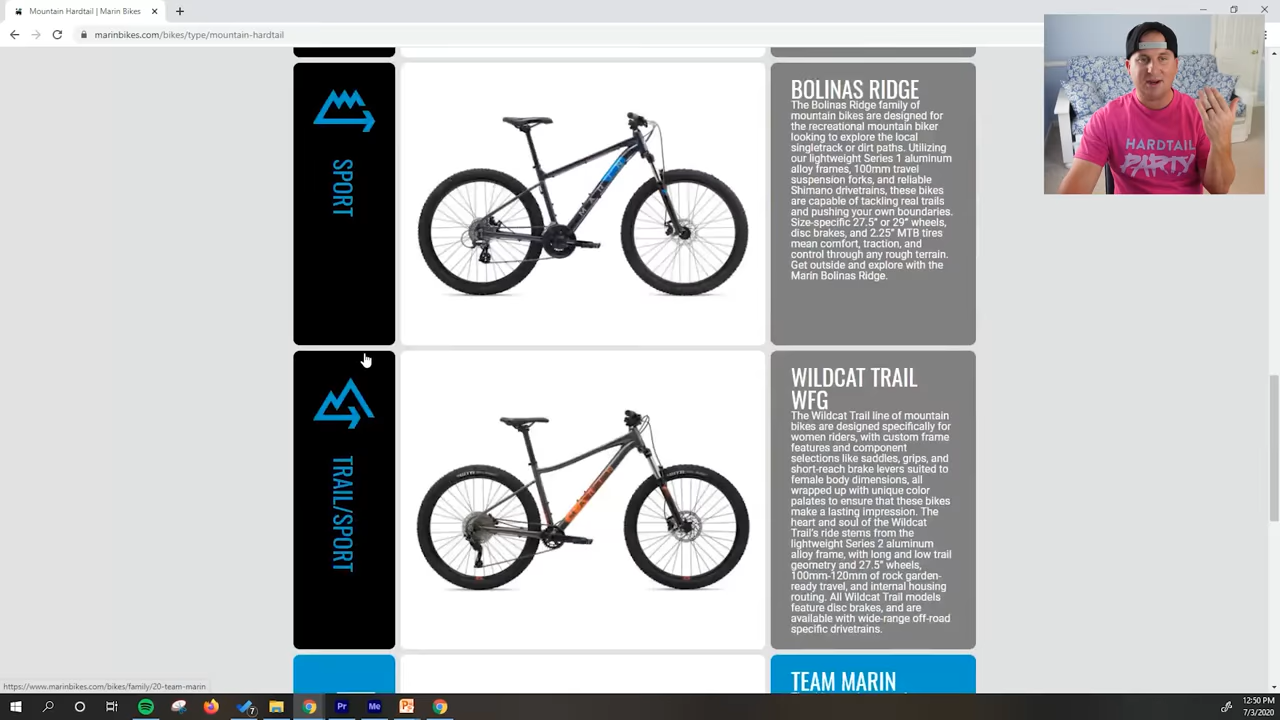 Mountain Hardtail | Marin Bikes
marinbikes.com/bikes/type/mountain-hardtail
SPORT
BOLINAS RIDGE
The Bolinas Ridge family of
mountain bikes are designed for
the recreational mountain biker
looking to explore the local
singletrack or dirt paths. Utilizing
our lightweight Series 1 aluminum
alloy frames, 100mm travel
suspension forks, and reliable
Shimano drivetrains, these bikes
are capable of tackling real trails
and pushing your own boundaries.
Size-specific 27.5" or 29" wheels,
disc brakes, and 2.25" MTB tires
mean comfort, traction, and
control through any rough terrain.
Get outside and explore with the
Marin Bolinas Ridge.
HARDTAIL
PARTY
TRAIL/SPORT
WILDCAT TRAIL
WFG
The Wildcat Trail line of mountain
bikes are designed specifically for
women riders, with custom frame
features and component
selections like saddles, grips, and
short-reach brake levers suited to
female body dimensions, all
wrapped up with unique color
palates to ensure that these bikes
make a lasting impression. The
heart and soul of the Wildcat
Trail's ride stems from the
lightweight Series 2 aluminum
alloy frame, with long and low trail
geometry and 27.5" wheels,
100mm-120mm of rock garden-
ready travel, and internal housing
routing. All Wildcat Trail models
feature disc brakes, and are
available with wide-range off-road
specific drivetrains.
TEAM MARIN
https://www.marinbikes.com/bikes/family/20-team-marin
Pr
Me
12:50 PM
7/3/2020